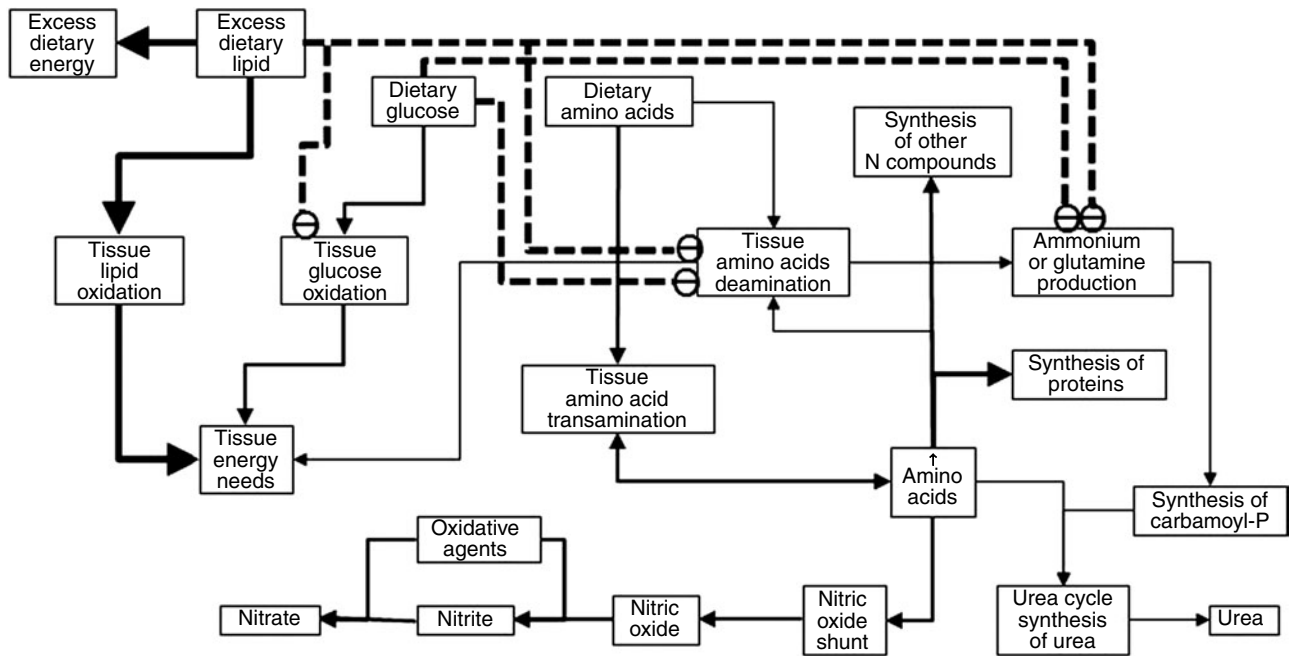 Excess
dietary
energy
Excess
dietary
lipid
Dietary
glucose
Dietary
amino acids
Synthesis
of other
N compounds
Tissue
lipid
oxidation
Tissue
glucose
oxidation
Tissue
amino acids
deamination
Ammonium
or glutamine
production
Tissue
amino acid
transamination
Synthesis of
proteins
Tissue
energy
needs
Amino
acids
Synthesis of
carbamoyl-P
Oxidative
agents
Nitrate
Nitrite
Nitric
oxide
Nitric
oxide
shunt
Urea cycle
synthesis
of urea
Urea